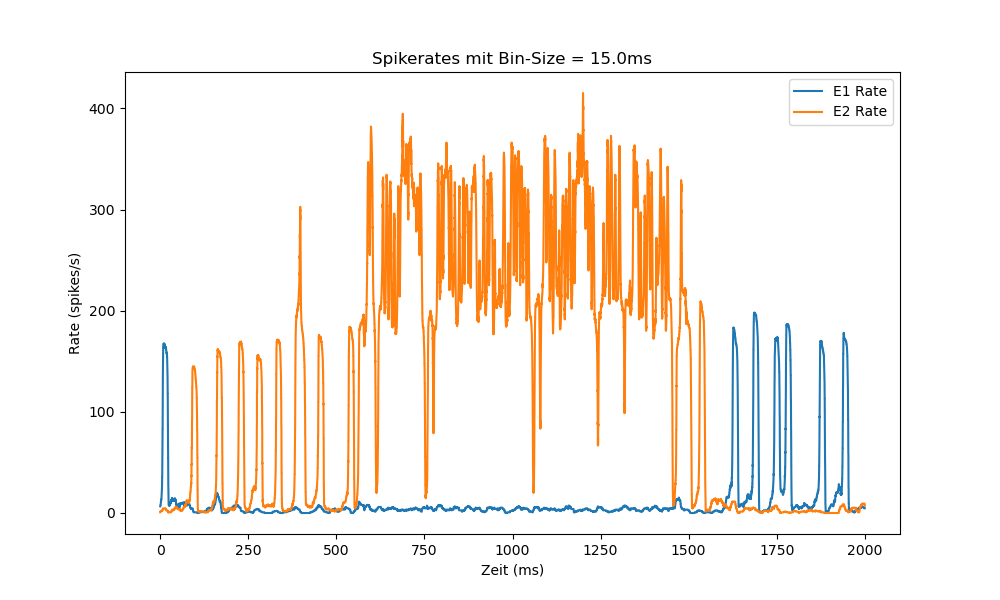 Spikerates mit Bin-Size = 15.0ms
E1 Rate
E2 Rate
400
300
200
100
0
Rate (spikes/s)
0 250 500 750 1000 1250 1500 1750 2000
Zeit (ms)